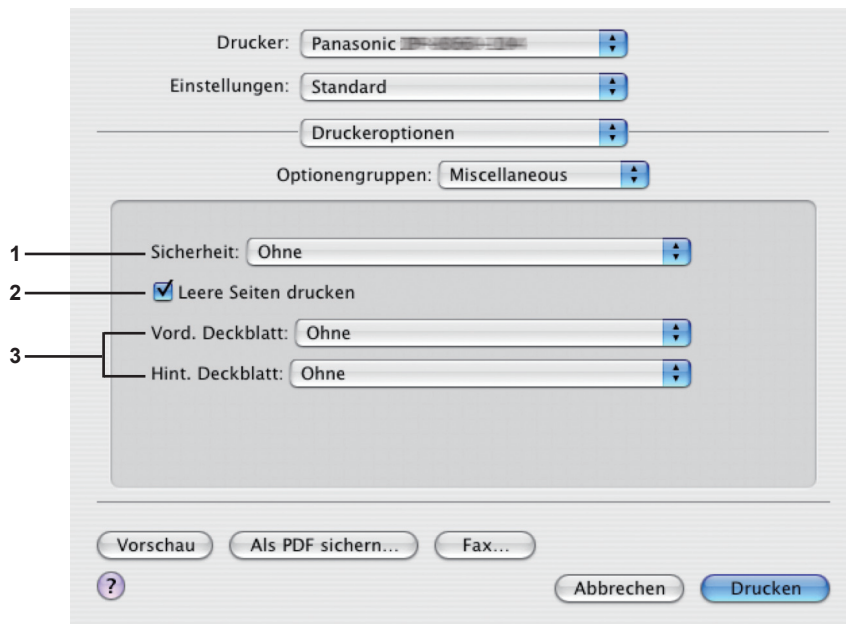 Drucker: Panasonic
Einstellungen: Standard
Druckeroptionen
Optionengruppen: Miscellaneous
1 Sicherheit: Ohne
2 Leere Seiten drucken
Vord. Deckblatt: Ohne
3
Hint. Deckblatt: Ohne
Vorschau Als PDF sichern... Fax...
? Abbrechen Drucken